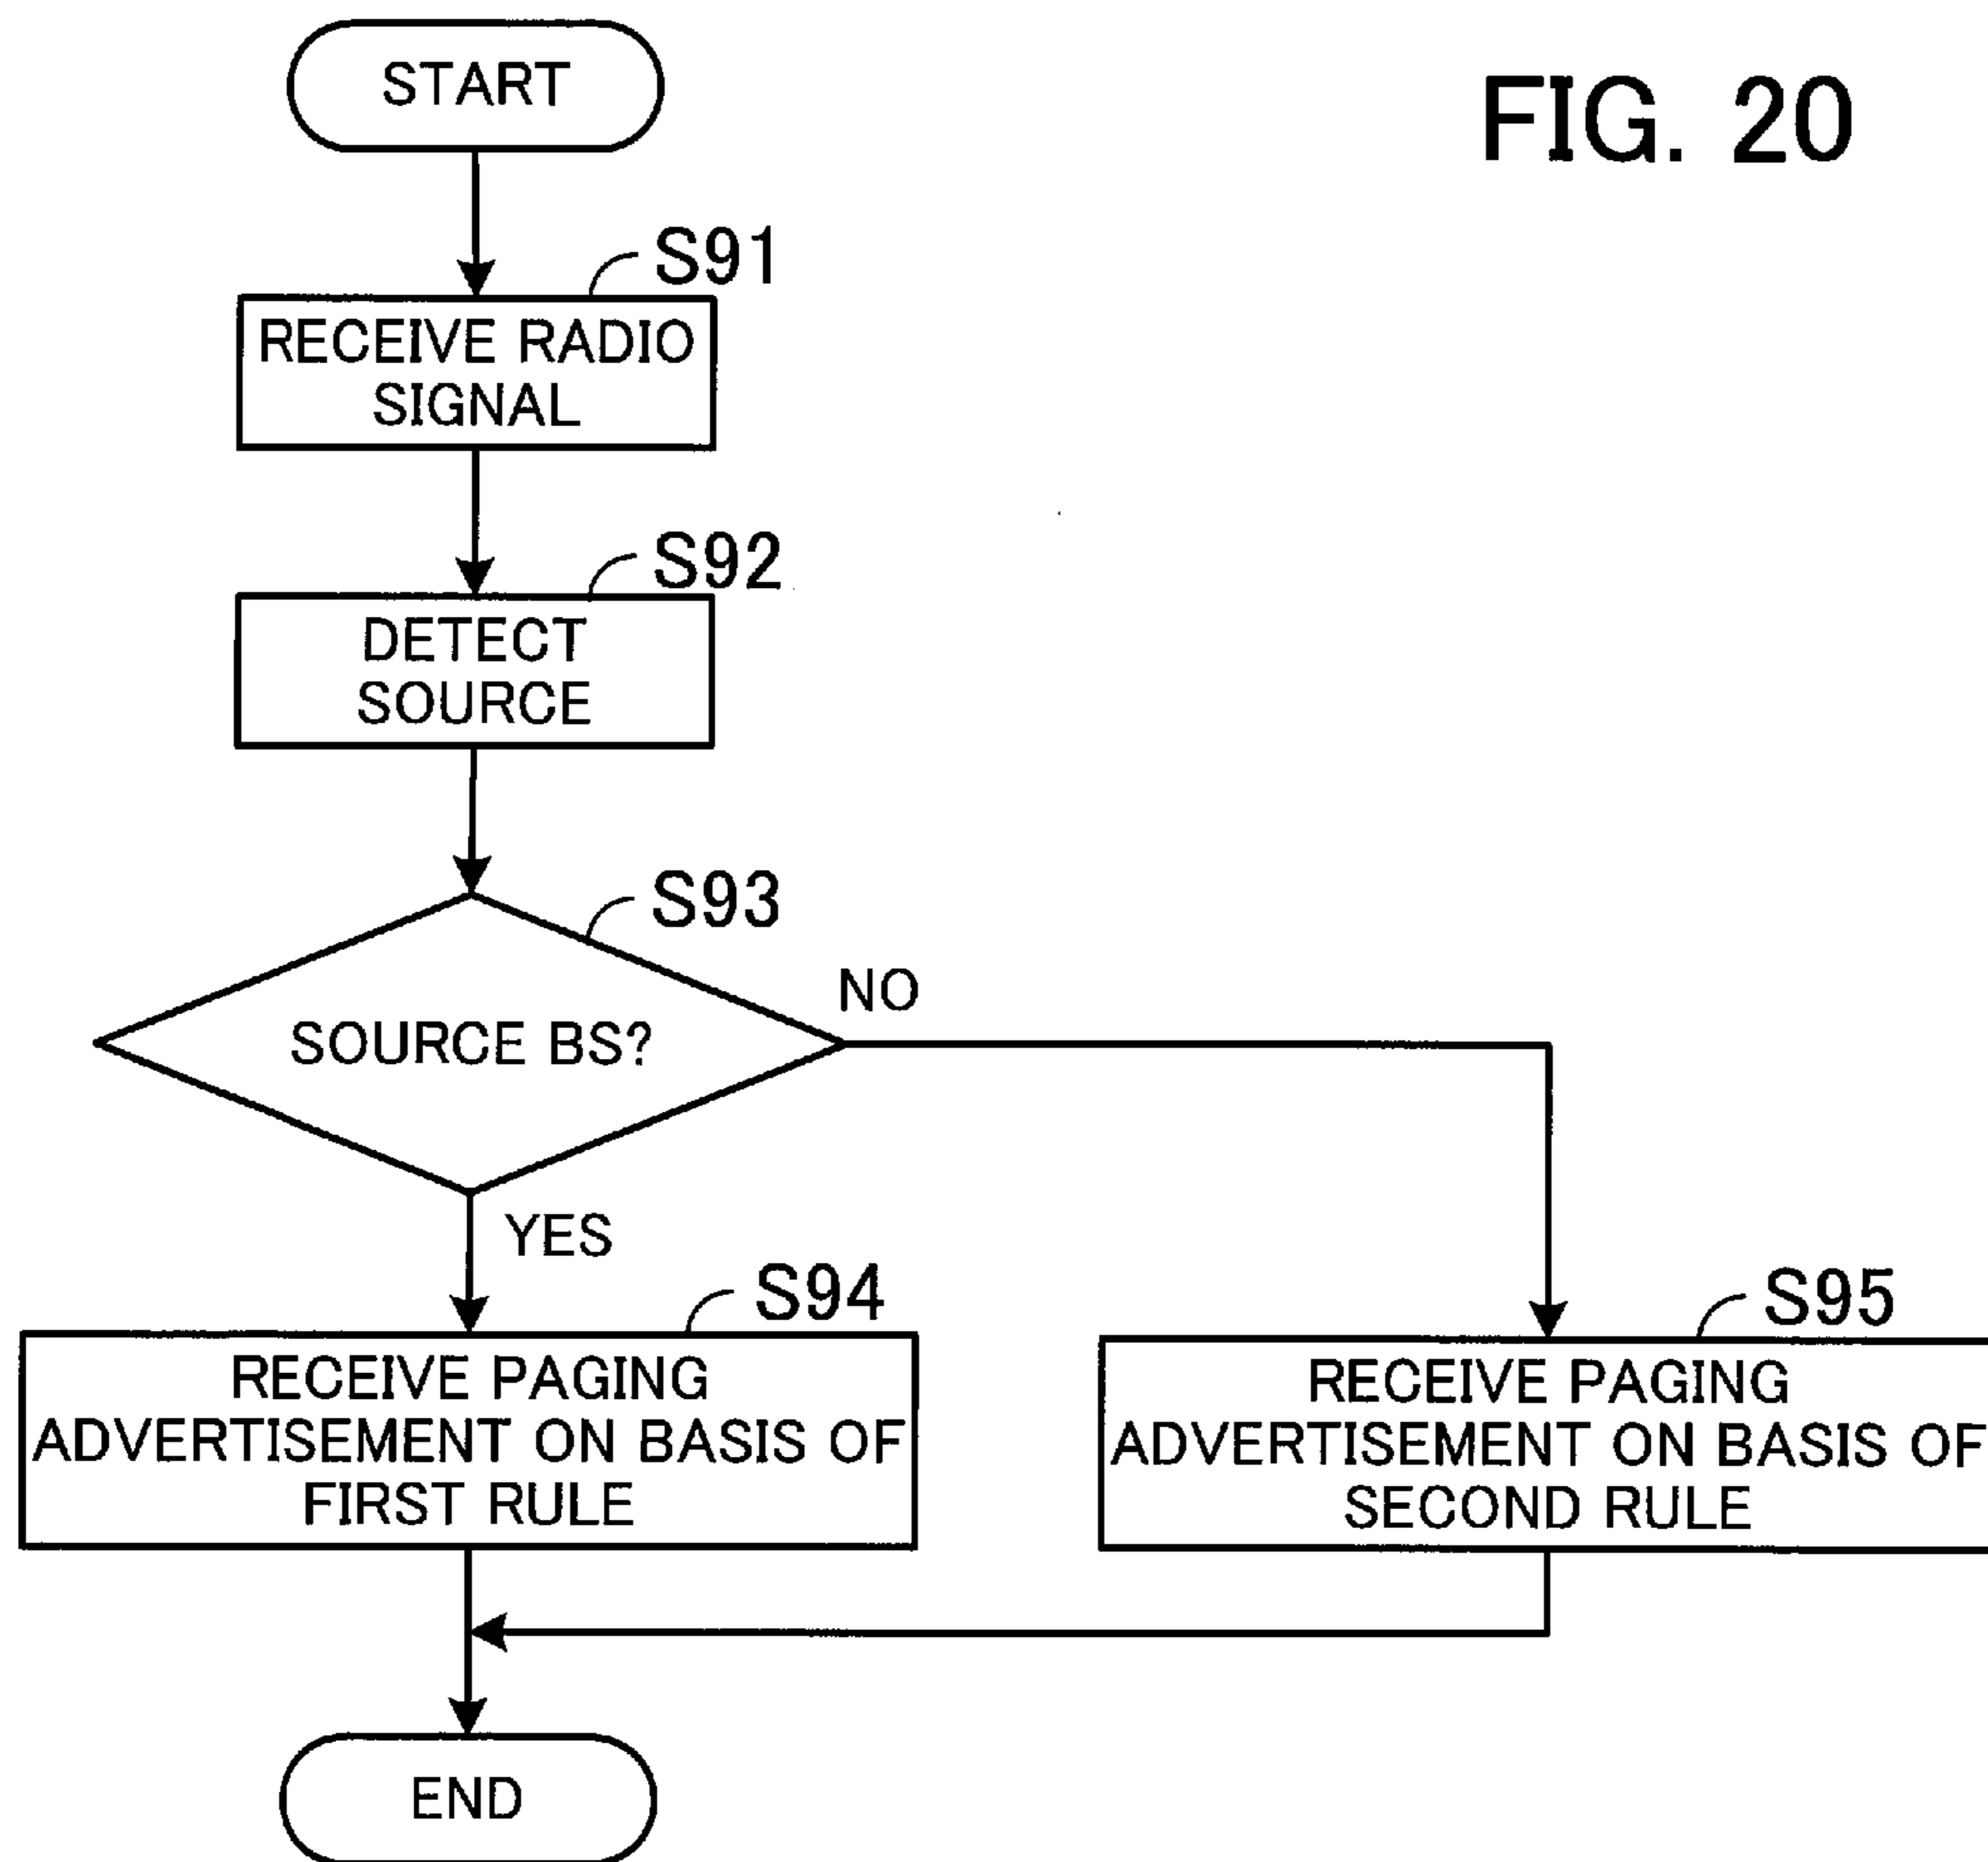 START
FIG. 20
S91
RECEIVE RADIO
SIGNAL
S92
DETECT
SOURCE
S93
SOURCE BS?
NO
YES
S94
RECEIVE PAGING
ADVERTISEMENT ON BASIS OF
FIRST RULE
S95
RECEIVE PAGING
ADVERTISEMENT ON BASIS OF
SECOND RULE
END